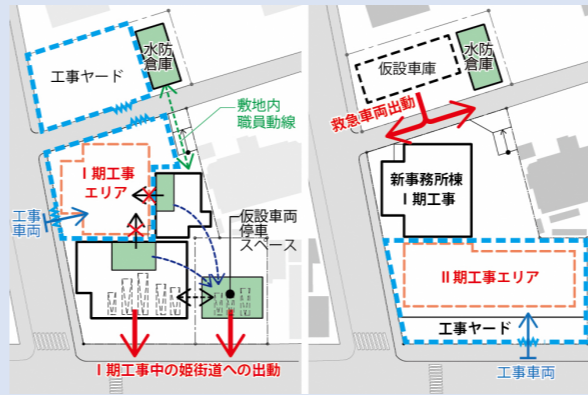 工事ヤード
水防
倉庫
敷地内
職員動線
Ⅰ期工事
エリア
工事
車両
仮設車両
停車
スペース
Ⅰ期工事中の姫街道への出動
仮設車庫
水防
倉庫
救急車両出動
新事務所棟
Ⅰ期工事
Ⅱ期工事エリア
工事ヤード
工事車両